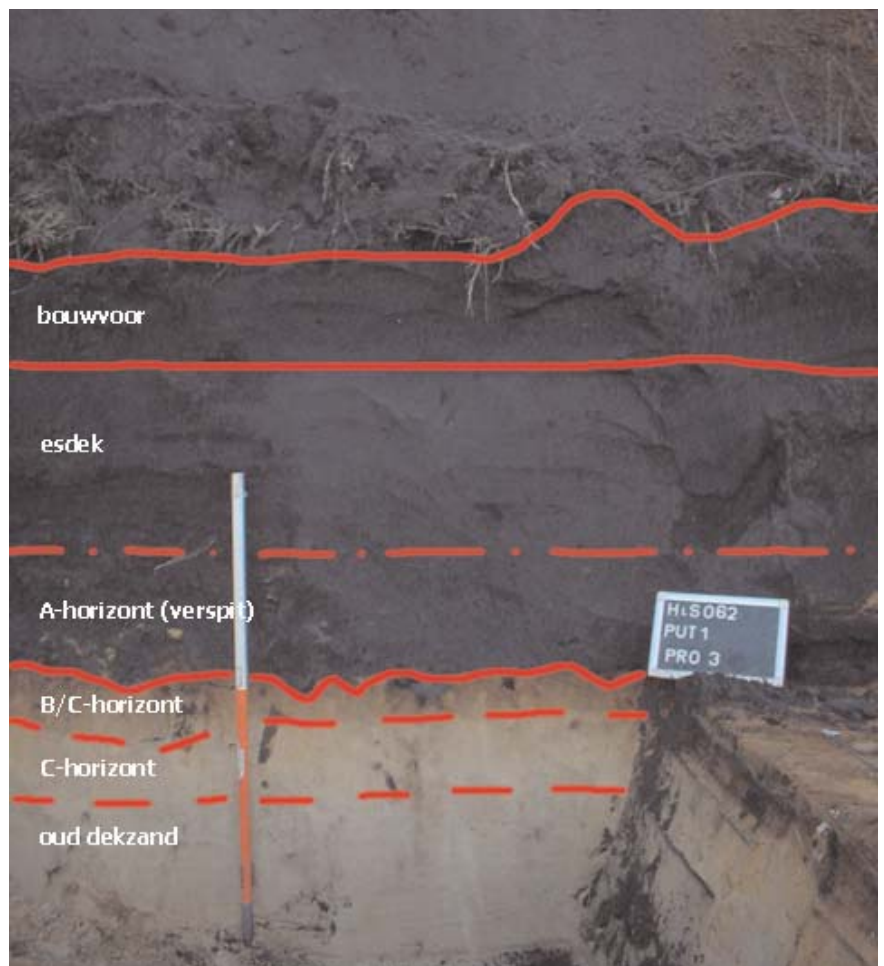 bouwvoor
esdek
A-horizont (verspit)
HLS062
PUT 1
PRO 3
B/C-horizont
C-horizont
oud dekzand